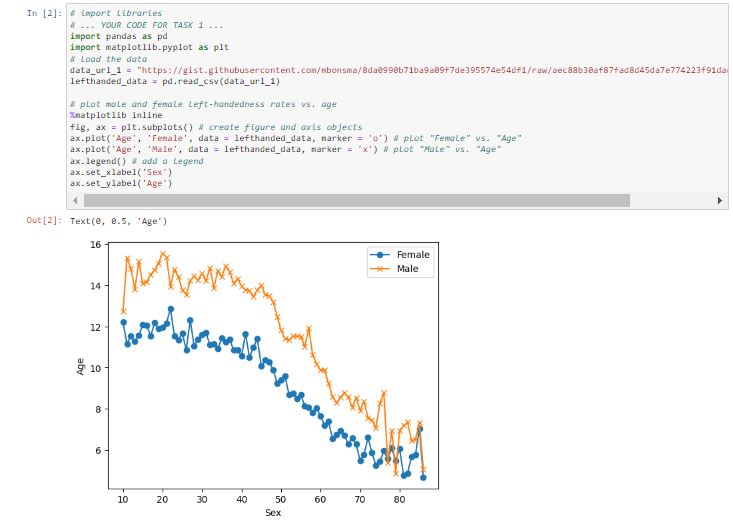 In [2]:
# import libraries
# ... YOUR CODE FOR TASK 1 ...
import pandas as pd
import matplotlib.pyplot as plt
# load the data
data_url_1 = "https://gist.githubusercontent.com/mbonsma/8da0990b71ba9a09f7de395574e54df1/raw/aec88b30af87fad8d45da7e774223f91dad
lefthanded_data = pd.read_csv(data_url_1)
# plot male and female left-handedness rates vs. age
%matplotlib inline
fig, ax = plt.subplots() # create figure and axis objects
ax.plot('Age', 'Female', data = lefthanded_data, marker = 'o') # plot "Female" vs. "Age"
ax.plot('Age', 'Male', data = lefthanded_data, marker = 'x') # plot "Male" vs. "Age"
ax.legend() # add a legend
ax.set_xlabel('Sex')
ax.set_ylabel('Age')
Out[2]: Text(0, 0.5, 'Age')
Female
Male
16
14
12
10
8
6
Age
10 20 30 40 50 60 70 80
Sex